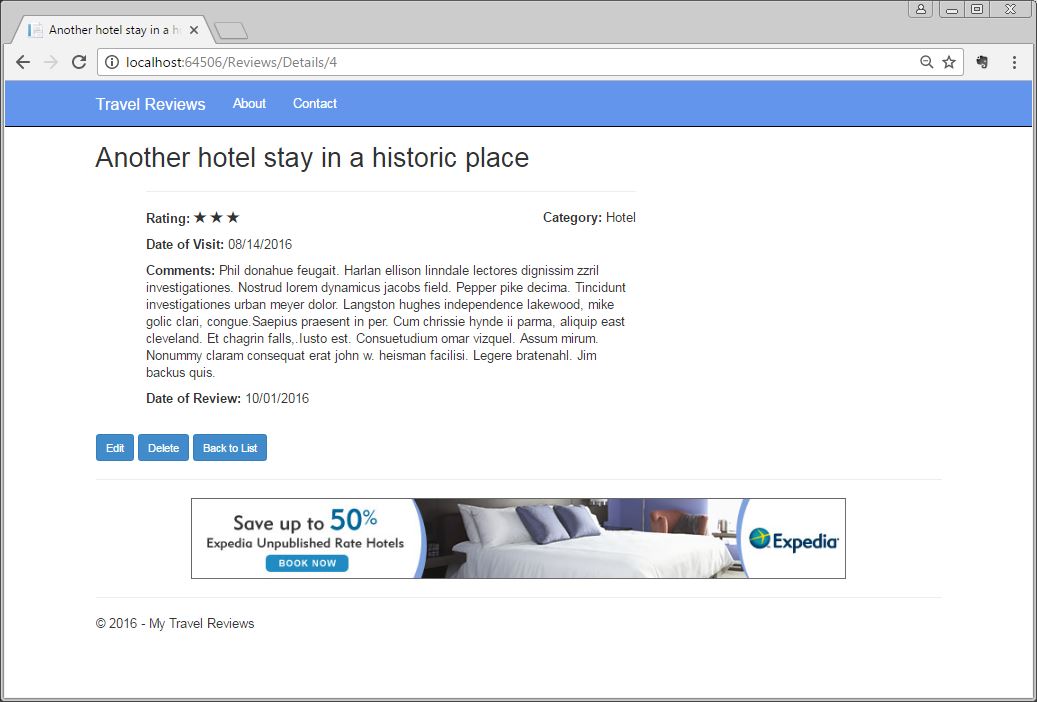 Another hotel stay in a hi
localhost:64506/Reviews/Details/4
Travel Reviews About Contact
Another hotel stay in a historic place
Rating: ★ ★ ★ Category: Hotel
Date of Visit: 08/14/2016
Comments: Phil donahue feugait. Harlan ellison linndale lectores dignissim zzril
investigationes. Nostrud lorem dynamicus jacobs field. Pepper pike decima. Tincidunt
investigationes urban meyer dolor. Langston hughes independence lakewood, mike
golic clari, congue.Saepius praesent in per. Cum chrissie hynde ii parma, aliquip east
cleveland. Et chagrin falls,.Iusto est. Consuetudium omar vizquel. Assum mirum.
Nonummy claram consequat erat john w. heisman facilisi. Legere bratenahl. Jim
backus quis.
Date of Review: 10/01/2016
Edit Delete Back to List
Save up to 50%
Expedia Unpublished Rate Hotels
BOOK NOW
Expedia
© 2016 - My Travel Reviews